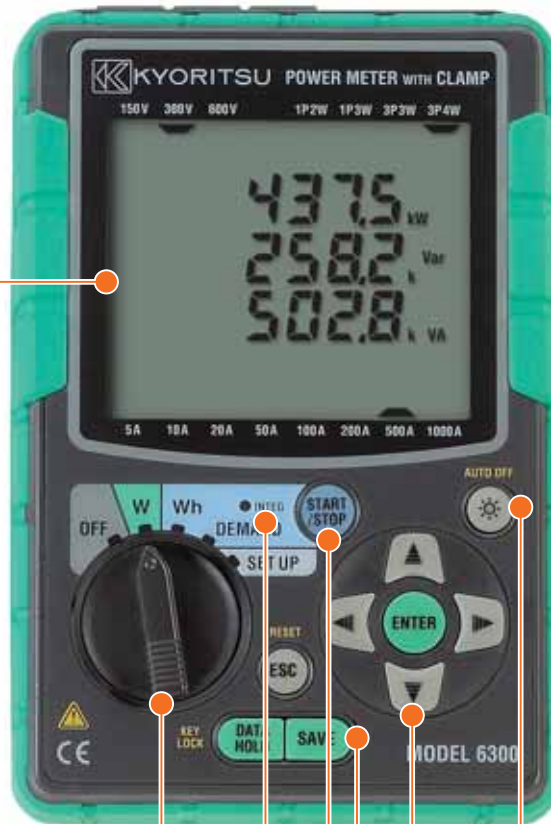 KYORITSU POWER METER WITH CLAMP
150V 300V 600V 1P2W 1P3W 3P3W 3P4W
437.5 kW
258.2 k Var
502.8 k VA
5A 10A 20A 50A 100A 200A 500A 1000A
AUTO OFF
OFF W Wh INTEG START
/STOP
DEMAND
SET UP
ENTER
RESET
ESC
KEY
LOCK
DATA
HOLD
SAVE
CE
MODEL 6300